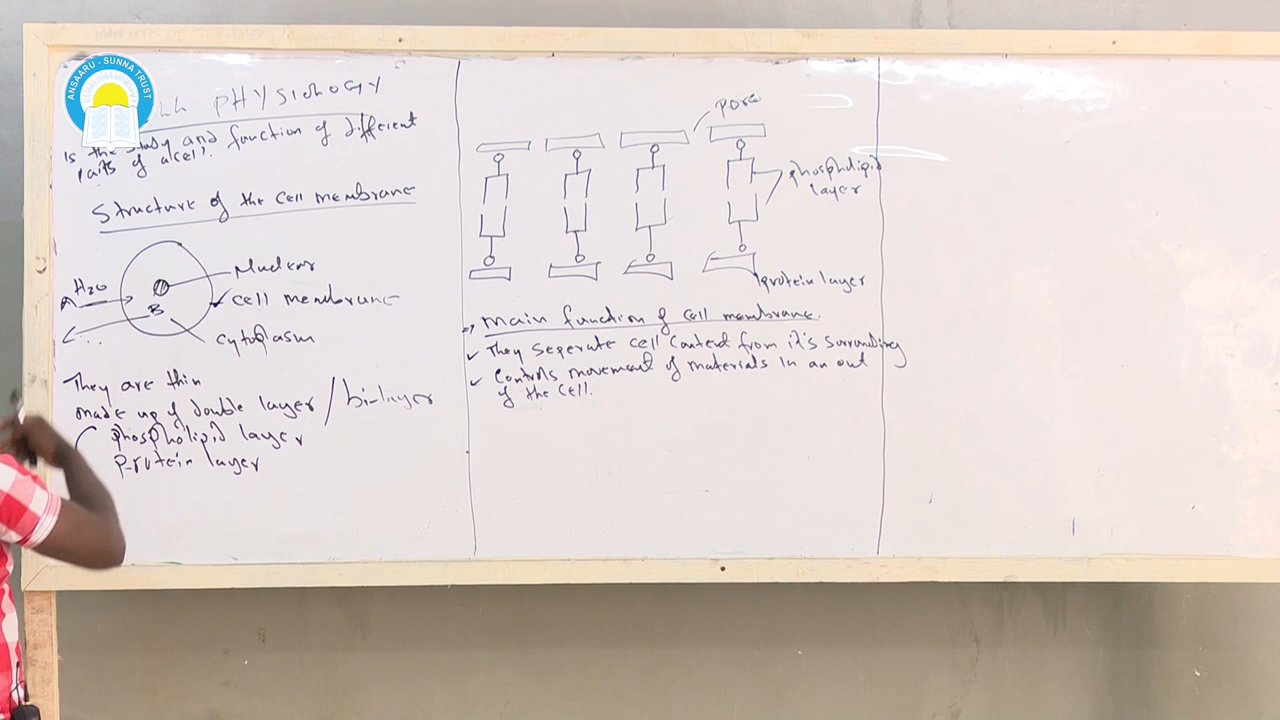 ANSAARU - SUNNA TRUST
PHYSIOLOGY
Is the study and function of different
parts of a cell.
Structure of the cell membrane
H2O
Nucleus
A
B
cell membrane
cytoplasm
They are thin
made up of double layer / bi-layer
phospholipid layer
protein layer
pore
phospholipid
layer
protein layer
main function of cell membrane.
They seperate cell content from it's surrounding
Controls movement of materials in an out
of the cell.